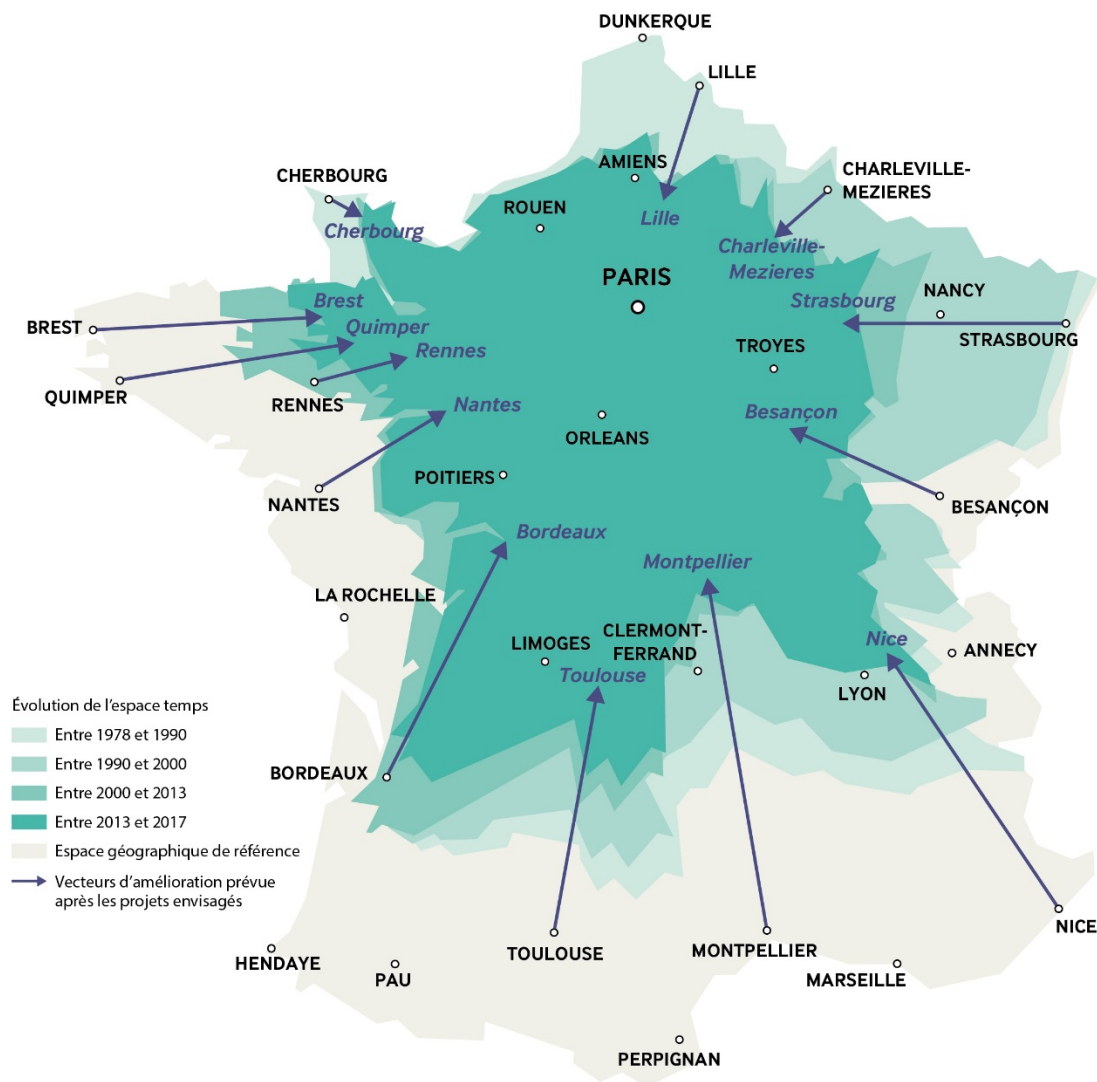 DUNKERQUE
LILLE
AMIENS
CHARLEVILLE-
MEZIERES
CHERBOURG
ROUEN
Lille
Cherbourg
Charleville-
Mezieres
PARIS
Brest
Strasbourg
NANCY
BREST
Quimper
STRASBOURG
Rennes
TROYES
QUIMPER
RENNES
Nantes
Besançon
ORLEANS
POITIERS
NANTES
BESANÇON
Bordeaux
Montpellier
LA ROCHELLE
CLERMONT-
FERRAND
LIMOGES
Nice
ANNECY
Toulouse
LYON
Évolution de l'espace temps
Entre 1978 et 1990
Entre 1990 et 2000
Entre 2000 et 2013
Entre 2013 et 2017
Espace géographique de référence
Vecteurs d'amélioration prévue
après les projets envisagés
BORDEAUX
NICE
TOULOUSE
MONTPELLIER
HENDAYE
PAU
MARSEILLE
PERPIGNAN